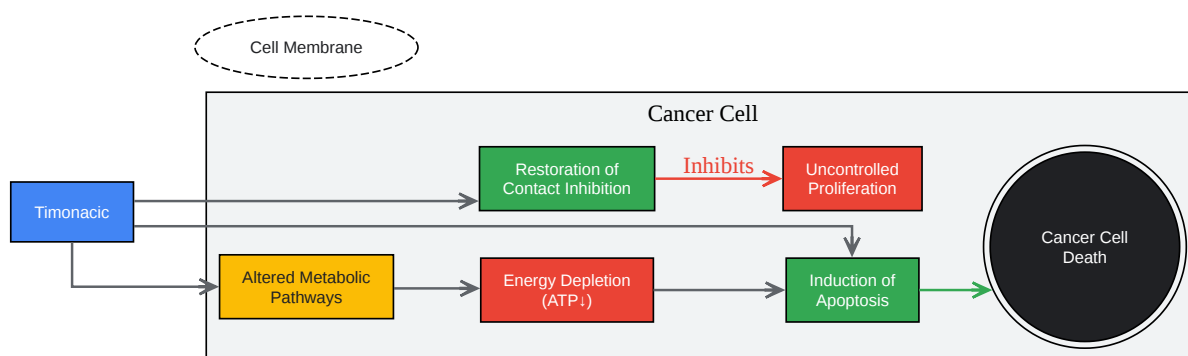 Cell Membrane
Cancer Cell
Restoration of
Contact Inhibition
Inhibits
Uncontrolled
Proliferation
Timonacic
Cancer Cell
Death
Altered Metabolic
Pathways
Energy Depletion
(ATP↓)
Induction of
Apoptosis